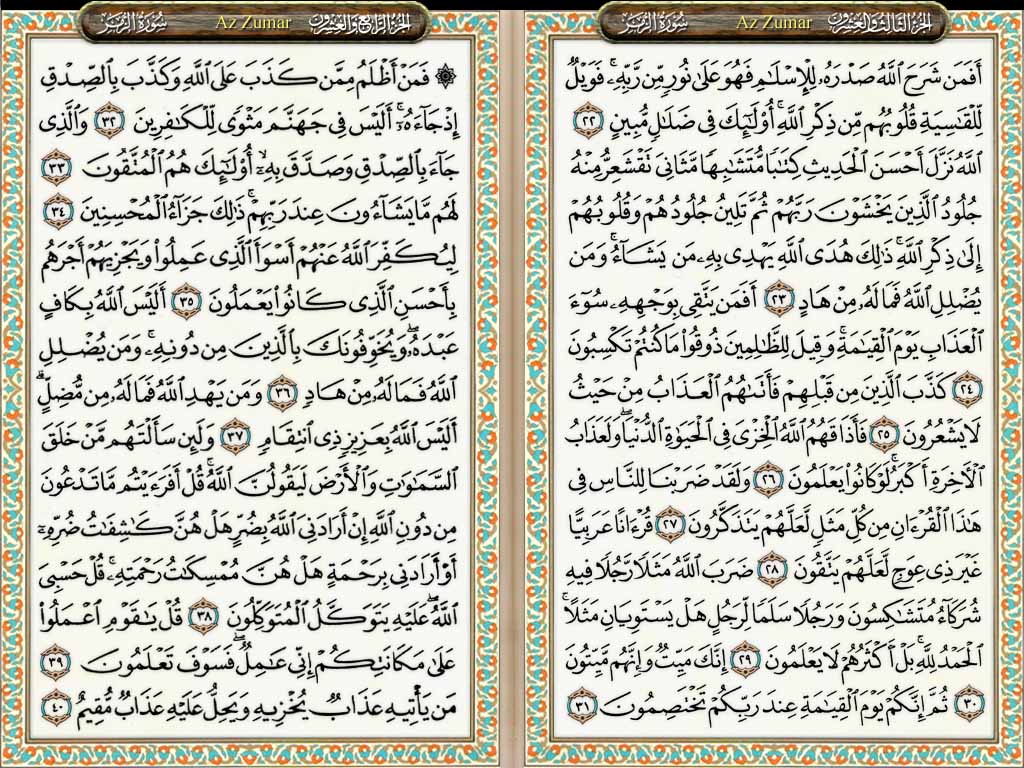 الجزء الثالث والعشرون Az Zumar سورة الزمر
أَفَمَن شَرَحَ ٱللَّهُ صَدْرَهُۥ لِلْإِسْلَٰمِ فَهُوَ عَلَىٰ نُورٍ مِّن رَّبِّهِۦ ۚ فَوَيْلٌ
لِّلْقَٰسِيَةِ قُلُوبُهُم مِّن ذِكْرِ ٱللَّهِ ۚ أُو۟لَٰٓئِكَ فِى ضَلَٰلٍ مُّبِينٍ ٢٢
ٱللَّهُ نَزَّلَ أَحْسَنَ ٱلْحَدِيثِ كِتَٰبًا مُّتَشَٰبِهًا مَّثَانِىَ تَقْشَعِرُّ مِنْهُ
جُلُودُ ٱلَّذِينَ يَخْشَوْنَ رَبَّهُمْ ثُمَّ تَلِينُ جُلُودُهُمْ وَقُلُوبُهُمْ
إِلَىٰ ذِكْرِ ٱللَّهِ ۚ ذَٰلِكَ هُدَى ٱللَّهِ يَهْدِى بِهِۦ مَن يَشَآءُ ۚ وَمَن
يُضْلِلِ ٱللَّهُ فَمَا لَهُۥ مِنْ هَادٍ ٢٣ أَفَمَن يَتَّقِى بِوَجْهِهِۦ سُوٓءَ
ٱلْعَذَابِ يَوْمَ ٱلْقِيَٰمَةِ ۚ وَقِيلَ لِلظَّٰلِمِينَ ذُوقُوا۟ مَا كُنتُمْ تَكْسِبُونَ
٢٤ كَذَّبَ ٱلَّذِينَ مِن قَبْلِهِمْ فَأَتَىٰهُمُ ٱلْعَذَابُ مِنْ حَيْثُ
لَا يَشْعُرُونَ ٢٥ فَأَذَاقَهُمُ ٱللَّهُ ٱلْخِزْىَ فِى ٱلْحَيَوٰةِ ٱلدُّنْيَا ۖ وَلَعَذَابُ
ٱلْءَاخِرَةِ أَكْبَرُ ۚ لَوْ كَانُوا۟ يَعْلَمُونَ ٢٦ وَلَقَدْ ضَرَبْنَا لِلنَّاسِ فِى
هَٰذَا ٱلْقُرْءَانِ مِن كُلِّ مَثَلٍ لَّعَلَّهُمْ يَتَذَكَّرُونَ ٢٧ قُرْءَانًا عَرَبِيًّا
غَيْرَ ذِى عِوَجٍ لَّعَلَّهُمْ يَتَّقُونَ ٢٨ ضَرَبَ ٱللَّهُ مَثَلًا رَّجُلًا فِيهِ
شُرَكَآءُ مُتَشَٰكِسُونَ وَرَجُلًا سَلَمًا لِّرَجُلٍ هَلْ يَسْتَوِيَانِ مَثَلًا ۚ
ٱلْحَمْدُ لِلَّهِ ۚ بَلْ أَكْثَرُهُمْ لَا يَعْلَمُونَ ٢٩ إِنَّكَ مَيِّتٌ وَإِنَّهُم مَّيِّتُونَ
٣٠ ثُمَّ إِنَّكُمْ يَوْمَ ٱلْقِيَٰمَةِ عِندَ رَبِّكُمْ تَخْتَصِمُونَ ٣١
الجزء الرابع والعشرون Az Zumar سورة الزمر
۞ فَمَنْ أَظْلَمُ مِمَّن كَذَبَ عَلَى ٱللَّهِ وَكَذَّبَ بِٱلصِّدْقِ
إِذْ جَآءَهُۥٓ ۚ أَلَيْسَ فِى جَهَنَّمَ مَثْوًى لِّلْكَٰفِرِينَ ٣٢ وَٱلَّذِى
جَآءَ بِٱلصِّدْقِ وَصَدَّقَ بِهِۦٓ ۙ أُو۟لَٰٓئِكَ هُمُ ٱلْمُتَّقُونَ ٣٣
لَهُم مَّا يَشَآءُونَ عِندَ رَبِّهِمْ ۚ ذَٰلِكَ جَزَآءُ ٱلْمُحْسِنِينَ ٣٤
لِيُكَفِّرَ ٱللَّهُ عَنْهُمْ أَسْوَأَ ٱلَّذِى عَمِلُوا۟ وَيَجْزِيَهُمْ أَجْرَهُم
بِأَحْسَنِ ٱلَّذِى كَانُوا۟ يَعْمَلُونَ ٣٥ أَلَيْسَ ٱللَّهُ بِكَافٍ
عَبْدَهُۥ ۖ وَيُخَوِّفُونَكَ بِٱلَّذِينَ مِن دُونِهِۦ ۚ وَمَن يُضْلِلِ
ٱللَّهُ فَمَا لَهُۥ مِنْ هَادٍ ٣٦ وَمَن يَهْدِ ٱللَّهُ فَمَا لَهُۥ مِن مُّضِلٍّ ۗ
أَلَيْسَ ٱللَّهُ بِعَزِيزٍ ذِى ٱنتِقَامٍ ٣٧ وَلَئِن سَأَلْتَهُم مَّنْ خَلَقَ
ٱلسَّمَٰوَٰتِ وَٱلْأَرْضَ لَيَقُولُنَّ ٱللَّهُ ۚ قُلْ أَفَرَءَيْتُم مَّا تَدْعُونَ
مِن دُونِ ٱللَّهِ إِنْ أَرَادَنِىَ ٱللَّهُ بِضُرٍّ هَلْ هُنَّ كَٰشِفَٰتُ ضُرِّهِۦٓ
أَوْ أَرَادَنِى بِرَحْمَةٍ هَلْ هُنَّ مُمْسِكَٰتُ رَحْمَتِهِۦ ۚ قُلْ حَسْبِىَ
ٱللَّهُ ۖ عَلَيْهِ يَتَوَكَّلُ ٱلْمُتَوَكِّلُونَ ٣٨ قُلْ يَٰقَوْمِ ٱعْمَلُوا۟
عَلَىٰ مَكَانَتِكُمْ إِنِّى عَٰمِلٌ ۖ فَسَوْفَ تَعْلَمُونَ ٣٩
مَن يَأْتِيهِ عَذَابٌ يُخْزِيهِ وَيَحِلُّ عَلَيْهِ عَذَابٌ مُّقِيمٌ ٤٠